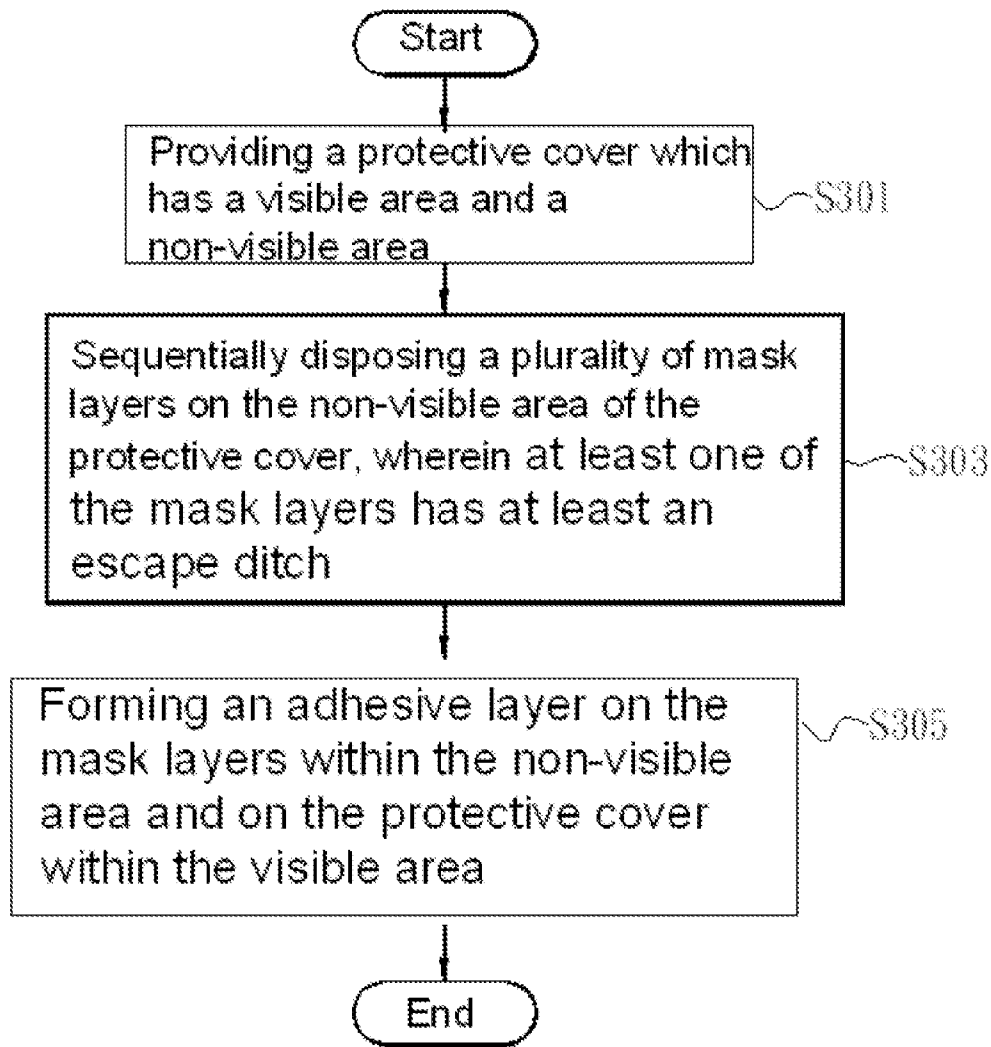 Start
Providing a protective cover which
has a visible area and a
non-visible area
S301
Sequentially disposing a plurality of mask
layers on the non-visible area of the
protective cover, wherein at least one of
the mask layers has at least an
escape ditch
S303
Forming an adhesive layer on the
mask layers within the non-visible
area and on the protective cover
within the visible area
S305
End